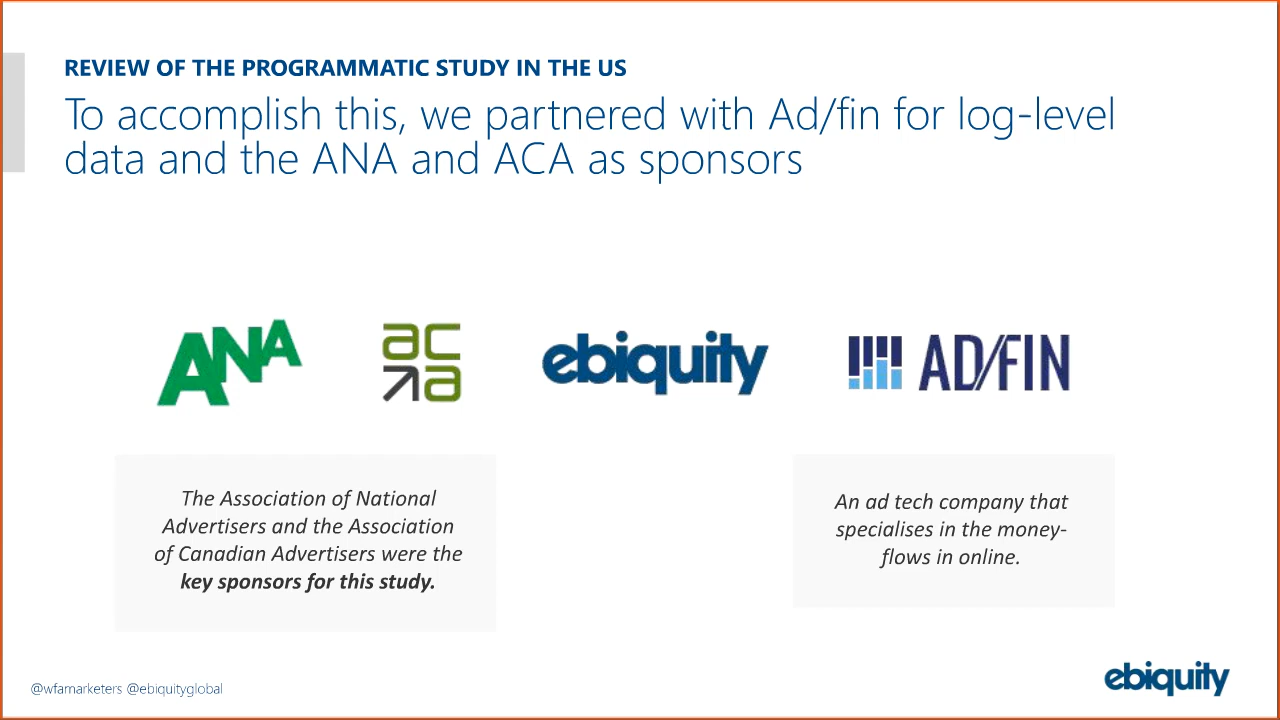 REVIEW OF THE PROGRAMMATIC STUDY IN THE US
To accomplish this, we partnered with Ad/fin for log-level
data and the ANA and ACA as sponsors
ANA
aca
ebiquity
AD/FIN
The Association of National
Advertisers and the Association
of Canadian Advertisers were the
key sponsors for this study.
An ad tech company that
specialises in the money-
flows in online.
@wfamarketers @ebiquityglobal
ebiquity